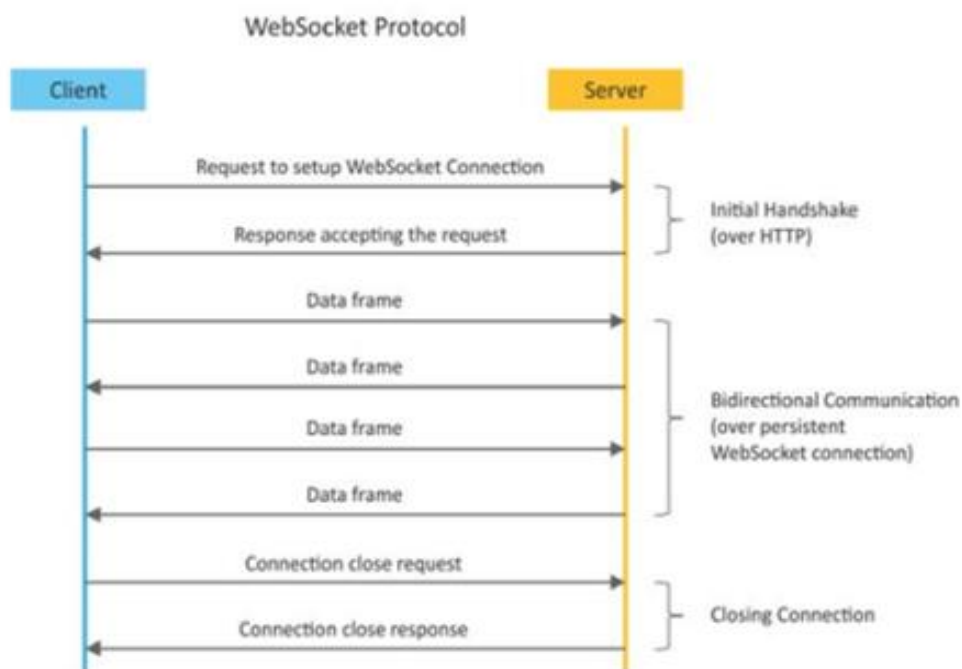 WebSocket Protocol
Client
Server
Request to setup WebSocket Connection
Initial Handshake
(over HTTP)
Response accepting the request
Data frame
Data frame
Bidirectional Communication
(over persistent
WebSocket connection)
Data frame
Data frame
Connection close request
Closing Connection
Connection close response